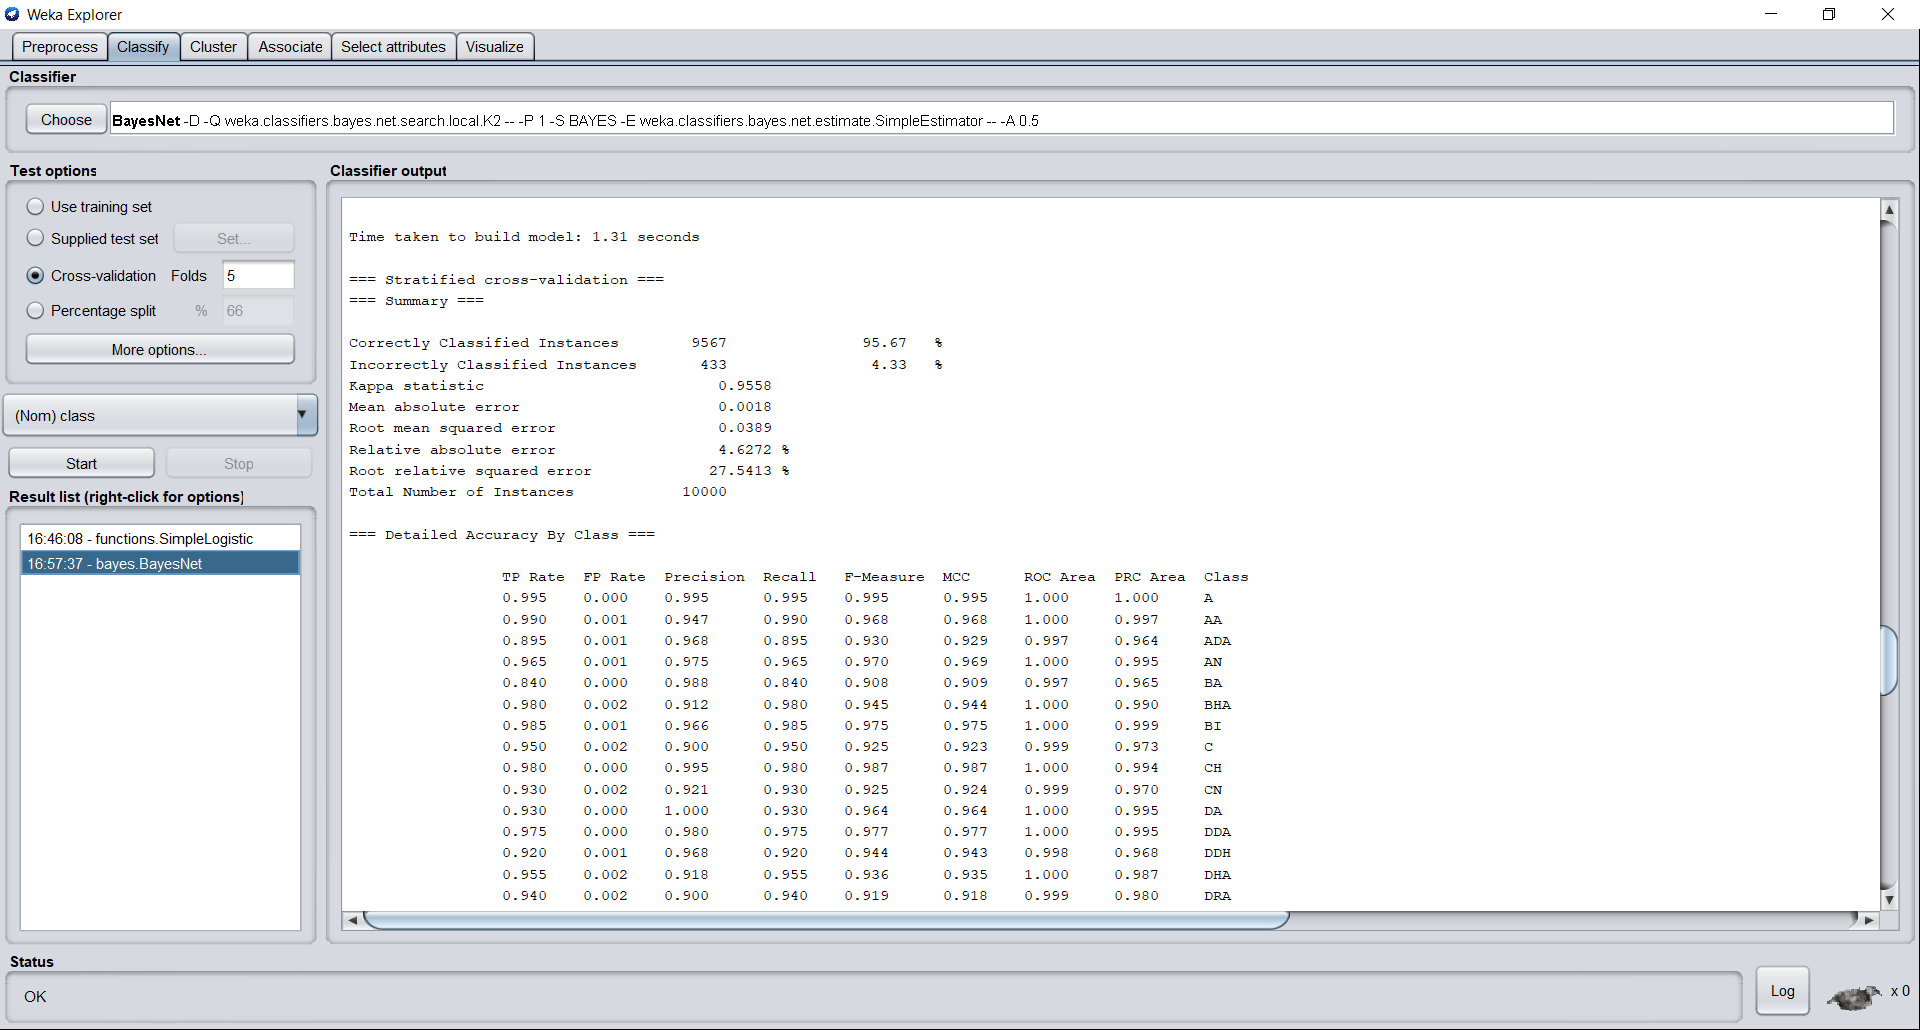 Weka Explorer
Preprocess Classify Cluster Associate Select attributes Visualize
Classifier
Choose BayesNet -D -Q weka.classifiers.bayes.net.search.local.K2 -- -P 1 -S BAYES -E weka.classifiers.bayes.net.estimate.SimpleEstimator -- -A 0.5
Test options
Use training set
Supplied test set Set...
Cross-validation Folds 5
Percentage split % 66
More options...
(Nom) class
Start Stop
Result list (right-click for options)
16:46:08 - functions.SimpleLogistic
16:57:37 - bayes.BayesNet
Classifier output
Time taken to build model: 1.31 seconds
=== Stratified cross-validation ===
=== Summary ===
Correctly Classified Instances 9567 95.67 %
Incorrectly Classified Instances 433 4.33 %
Kappa statistic 0.9558
Mean absolute error 0.0018
Root mean squared error 0.0389
Relative absolute error 4.6272 %
Root relative squared error 27.5413 %
Total Number of Instances 10000
=== Detailed Accuracy By Class ===
TP Rate FP Rate Precision Recall F-Measure MCC ROC Area PRC Area Class
0.995 0.000 0.995 0.995 0.995 0.995 1.000 1.000 A
0.990 0.001 0.947 0.990 0.968 0.968 1.000 0.997 AA
0.895 0.001 0.968 0.895 0.930 0.929 0.997 0.964 ADA
0.965 0.001 0.975 0.965 0.970 0.969 1.000 0.995 AN
0.840 0.000 0.988 0.840 0.908 0.909 0.997 0.965 BA
0.980 0.002 0.912 0.980 0.945 0.944 1.000 0.990 BHA
0.985 0.001 0.966 0.985 0.975 0.975 1.000 0.999 BI
0.950 0.002 0.900 0.950 0.925 0.923 0.999 0.973 C
0.980 0.000 0.995 0.980 0.987 0.987 1.000 0.994 CH
0.930 0.002 0.921 0.930 0.925 0.924 0.999 0.970 CN
0.930 0.000 1.000 0.930 0.964 0.964 1.000 0.995 DA
0.975 0.000 0.980 0.975 0.977 0.977 1.000 0.995 DDA
0.920 0.001 0.968 0.920 0.944 0.943 0.998 0.968 DDH
0.955 0.002 0.918 0.955 0.936 0.935 1.000 0.987 DHA
0.940 0.002 0.900 0.940 0.919 0.918 0.999 0.980 DRA
Status
OK
Log x 0